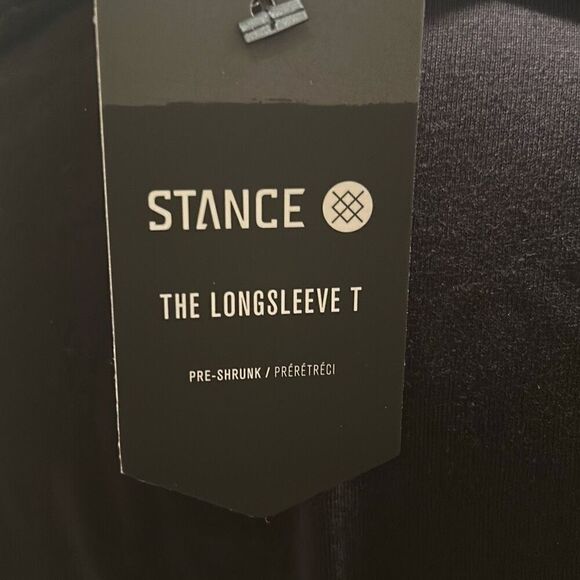 STANCE
THE LONGSLEEVE T
PRE-SHRUNK / PRÉRÉTRÉCI